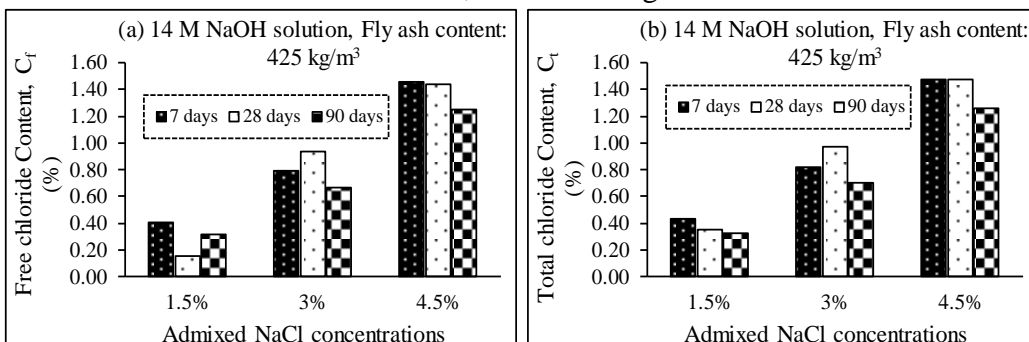 (a) 14 M NaOH solution, Fly ash content:
425 kg/m³
Free chloride Content, Cf
(%)
1.60
1.40
1.20
1.00
0.80
0.60
0.40
0.20
0.00
7 days 28 days 90 days
1.5% 3% 4.5%
Admixed NaCl concentrations
(b) 14 M NaOH solution, Fly ash content:
425 kg/m³
Total chloride Content, Ct
(%)
1.60
1.40
1.20
1.00
0.80
0.60
0.40
0.20
0.00
7 days 28 days 90 days
1.5% 3% 4.5%
Admixed NaCl concentrations